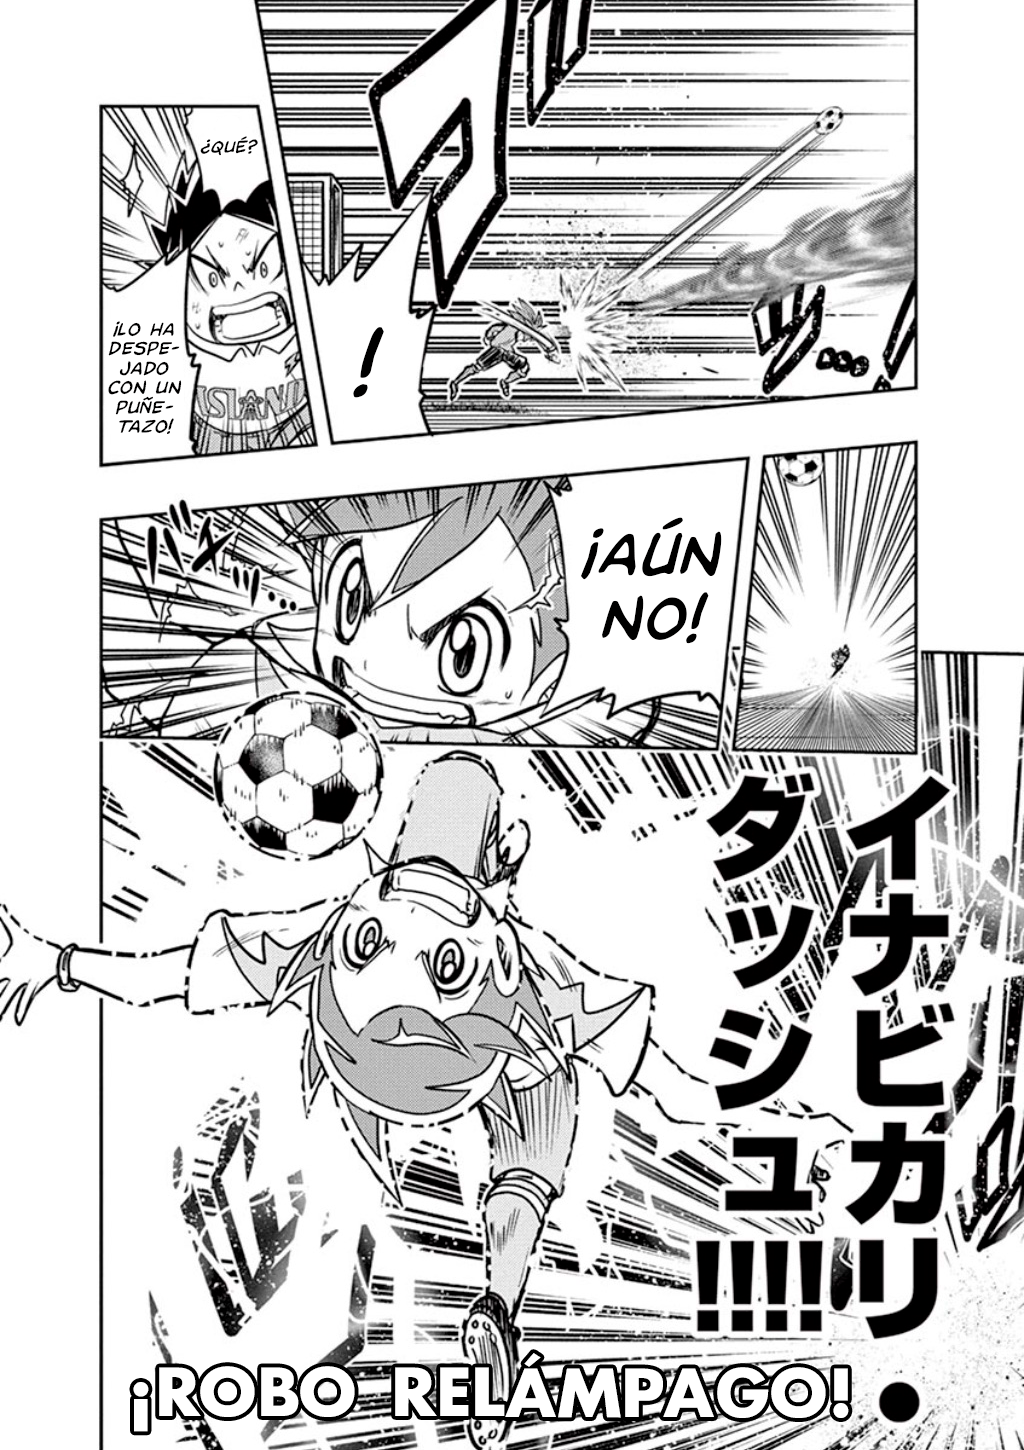 !
¿QUÉ?
¡LO HA
DESPE-
JADO
CON UN
PUÑE-
TAZO!
¡AÚN
NO!
イナビカリ・
ダッシュ!!!!
¡ROBO RELÁMPAGO!